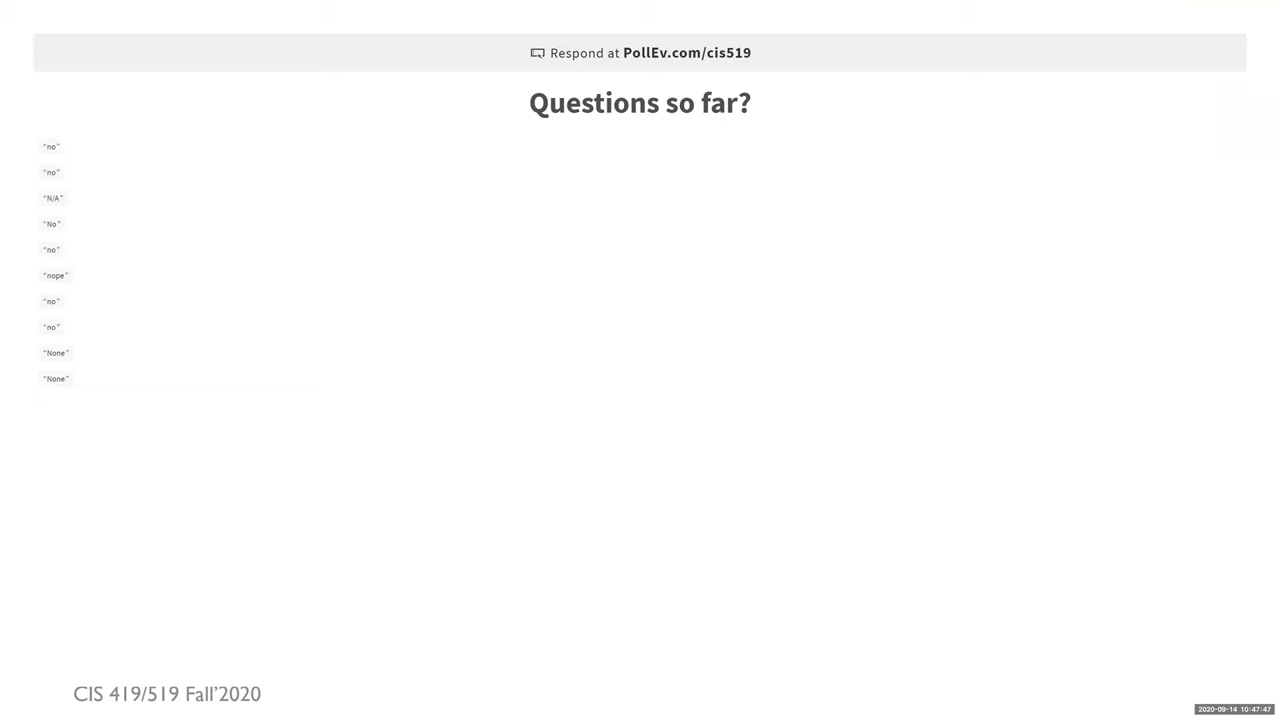 Respond at PollEv.com/cis519
Questions so far?
“no”
“no”
“N/A”
“No”
“no”
“nope”
“no”
“no”
“None”
“None”
CIS 419/519 Fall’2020
2020-09-14 10:47:47